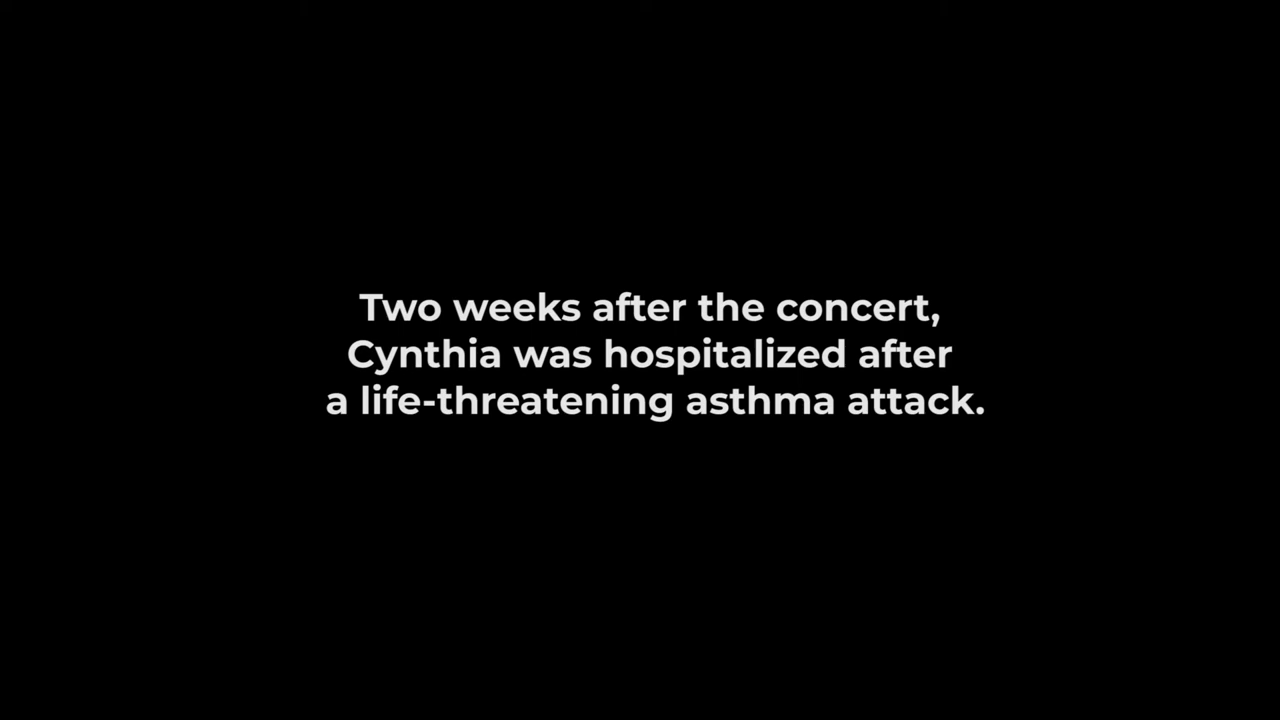 Two weeks after the concert,
Cynthia was hospitalized after
a life-threatening asthma attack.